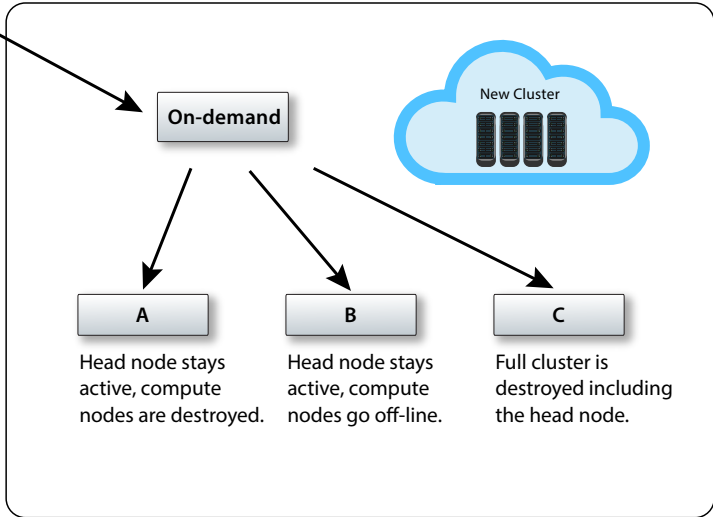 New Cluster
On-demand
A
Head node stays
active, compute
nodes are destroyed.
B
Head node stays
active, compute
nodes go off-line.
C
Full cluster is
destroyed including
the head node.